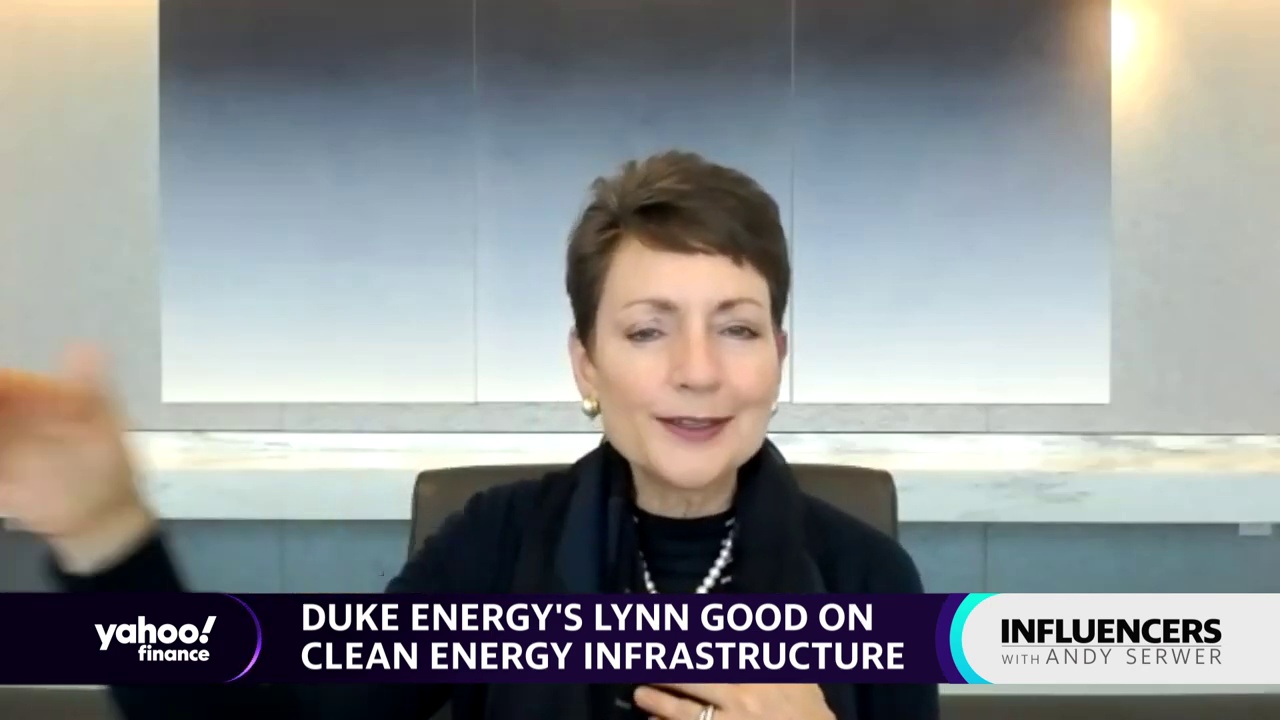 yahoo!
finance
DUKE ENERGY'S LYNN GOOD ON
CLEAN ENERGY INFRASTRUCTURE
INFLUENCERS
WITH ANDY SERWER